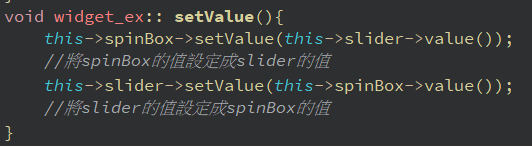 void widget_ex:: setValue(){
this->spinBox->setValue(this->slider->value());
//將spinBox的值設定成slider的值
this->slider->setValue(this->spinBox->value());
//將slider的值設定成spinBox的值
}